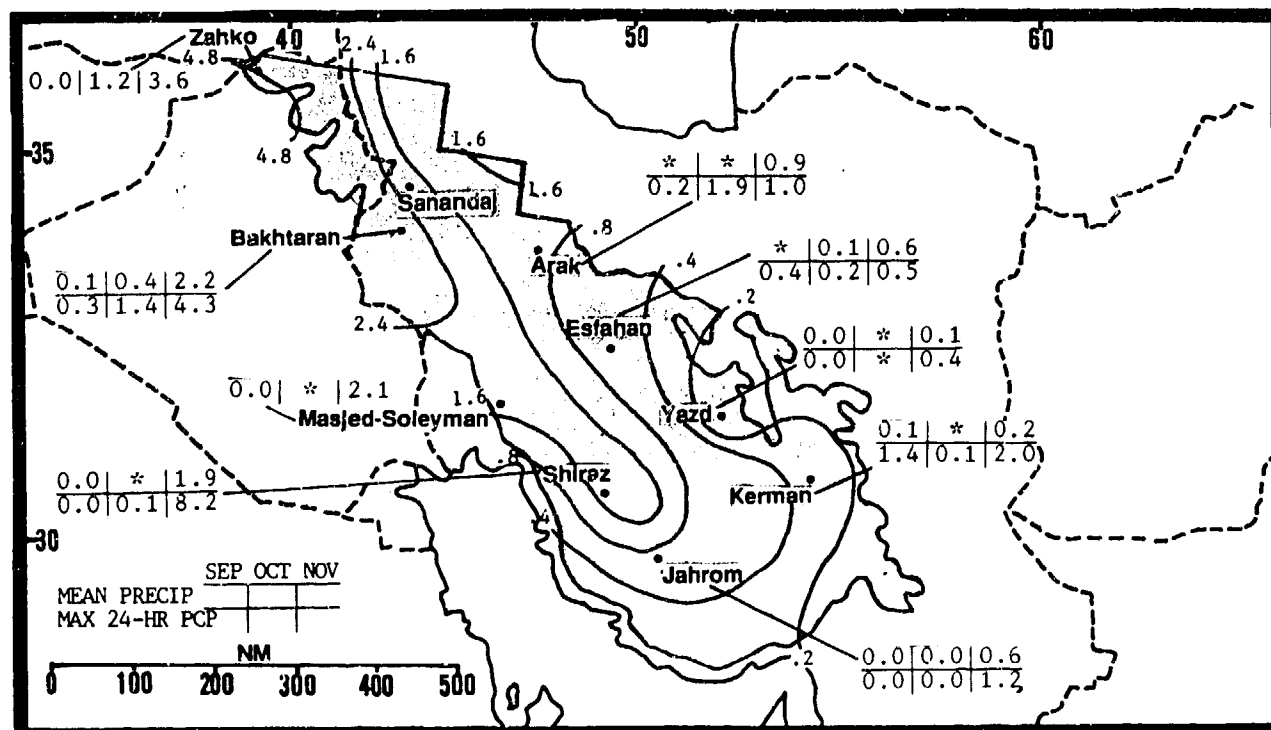 Zahko
40
50
60
4.8
2.4
1.6
0.0|1.2|3.6
35
4.8
1.6
1.6
* | * |0.9
0.2|1.9|1.0
Sanandaj
Bakhtaran
.8
Arak
.4
* |0.1|0.6
0.4|0.2|0.5
0.1|0.4|2.2
0.3|1.4|4.3
2.4
.2
Esfahan
0.0| * |0.1
0.0| * |0.4
0.0| * |2.1
1.6
Masjed-Soleyman
Yazd
0.1| * |0.2
1.4|0.1|2.0
.8
Shiraz
0.0| * |1.9
0.0|0.1|8.2
Kerman
.4
30
Jahrom
SEP OCT NOV
MEAN PRECIP
MAX 24-HR PCP
NM
0 100 200 300 400 500
.2
0.0|0.0|0.6
0.0|0.0|1.2